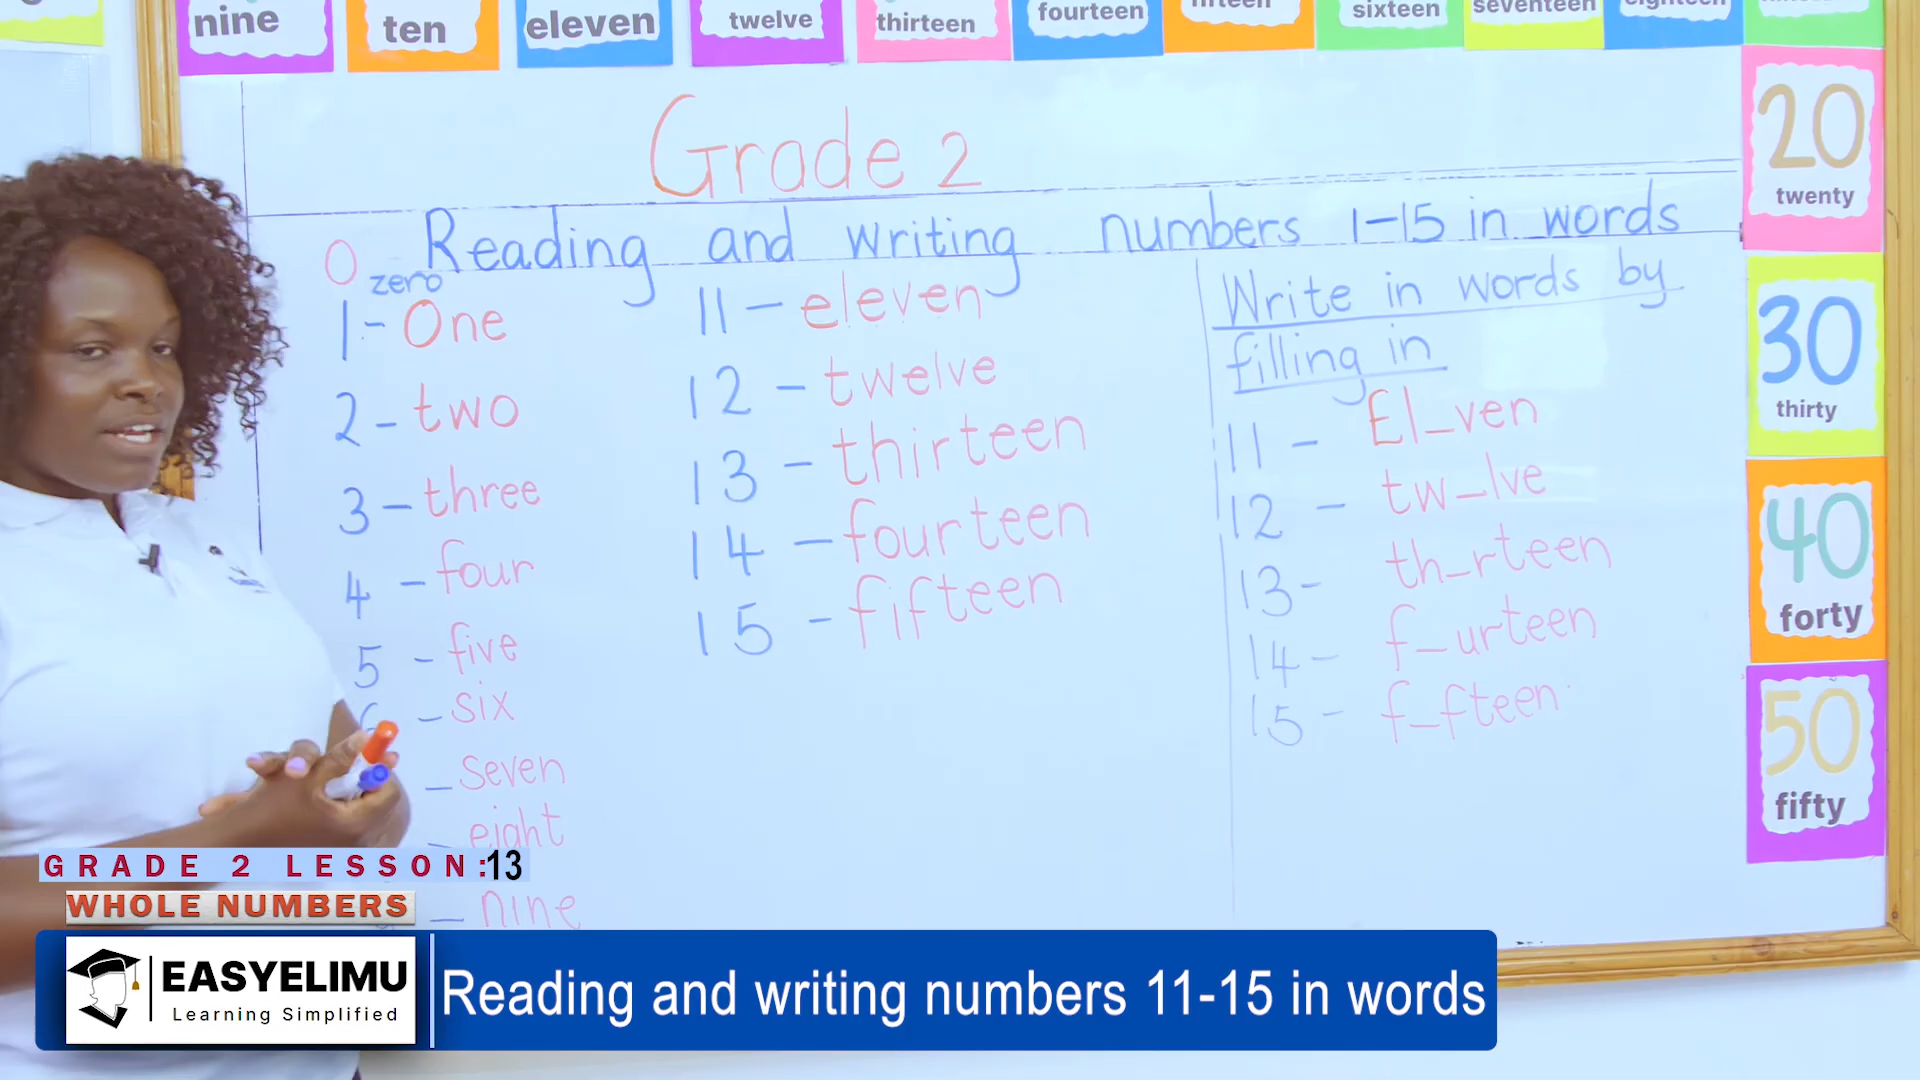 nine
ten
eleven
twelve
thirteen
fourteen
fifteen
sixteen
seventeen
eighteen
20
twenty
30
thirty
40
forty
50
fifty
Grade 2
Reading and writing numbers 1-15 in words
0 zero
1 - One
2 - two
3 - three
4 - four
5 - five
6 - six
- seven
- eight
- nine
11 - eleven
12 - twelve
13 - thirteen
14 - fourteen
15 - fifteen
Write in words by
filling in
11 - El_ven
12 - tw_lve
13 - th_rteen
14 - f_urteen
15 - f_fteen
GRADE 2 LESSON:13
WHOLE NUMBERS
EASYELIMU
Learning Simplified
Reading and writing numbers 11-15 in words